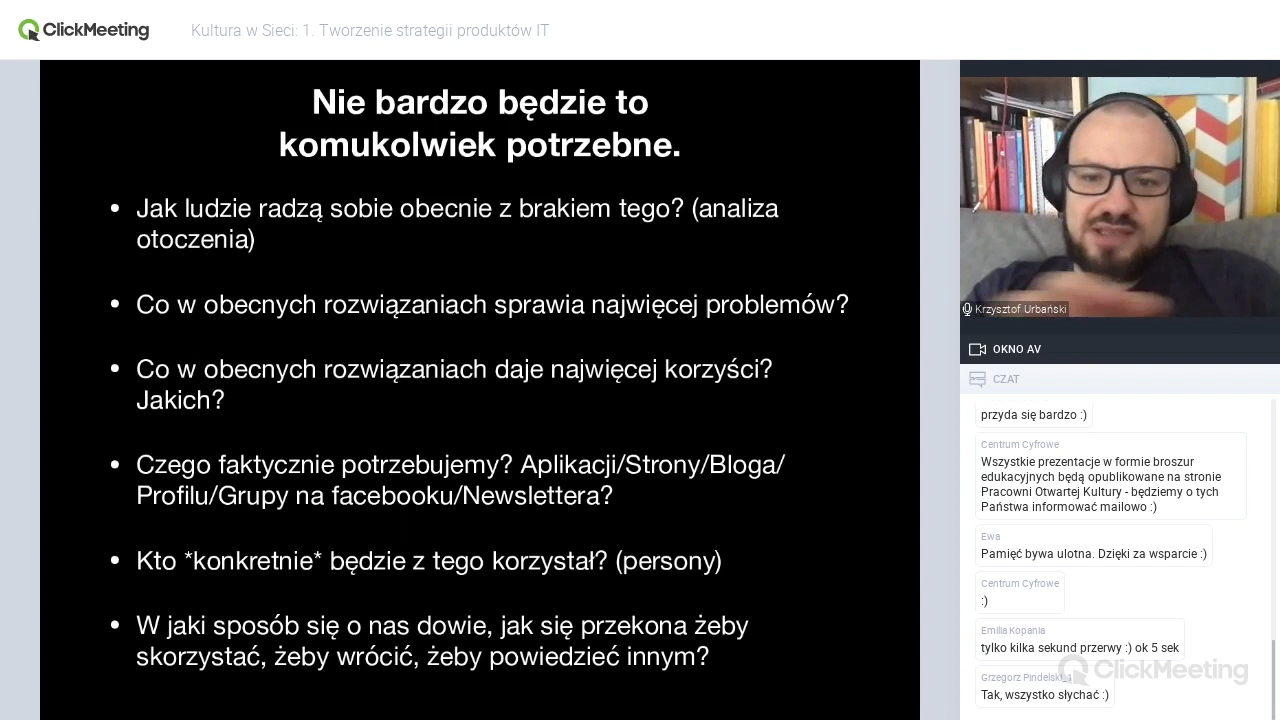 ClickMeeting
Kultura w Sieci: 1. Tworzenie strategii produktów IT
Nie bardzo będzie to
komukolwiek potrzebne.
• Jak ludzie radzą sobie obecnie z brakiem tego? (analiza
otoczenia)
• Co w obecnych rozwiązaniach sprawia najwięcej problemów?
• Co w obecnych rozwiązaniach daje najwięcej korzyści?
Jakich?
• Czego faktycznie potrzebujemy? Aplikacji/Strony/Bloga/
Profilu/Grupy na facebooku/Newslettera?
• Kto *konkretnie* będzie z tego korzystał? (persony)
• W jaki sposób się o nas dowie, jak się przekona żeby
skorzystać, żeby wrócić, żeby powiedzieć innym?
Krzysztof Urbański
OKNO AV
CZAT
przyda się bardzo :)
Centrum Cyfrowe
Wszystkie prezentacje w formie broszur
edukacyjnych będą opublikowane na stronie
Pracowni Otwartej Kultury - będziemy o tych
Państwa informować mailowo :)
Ewa
Pamięć bywa ulotna. Dzięki za wsparcie :)
Centrum Cyfrowe
:)
Emilia Kopania
tylko kilka sekund przerwy :) ok 5 sek
Grzegorz
Tak, wszystko słychać :)
ClickMeeting